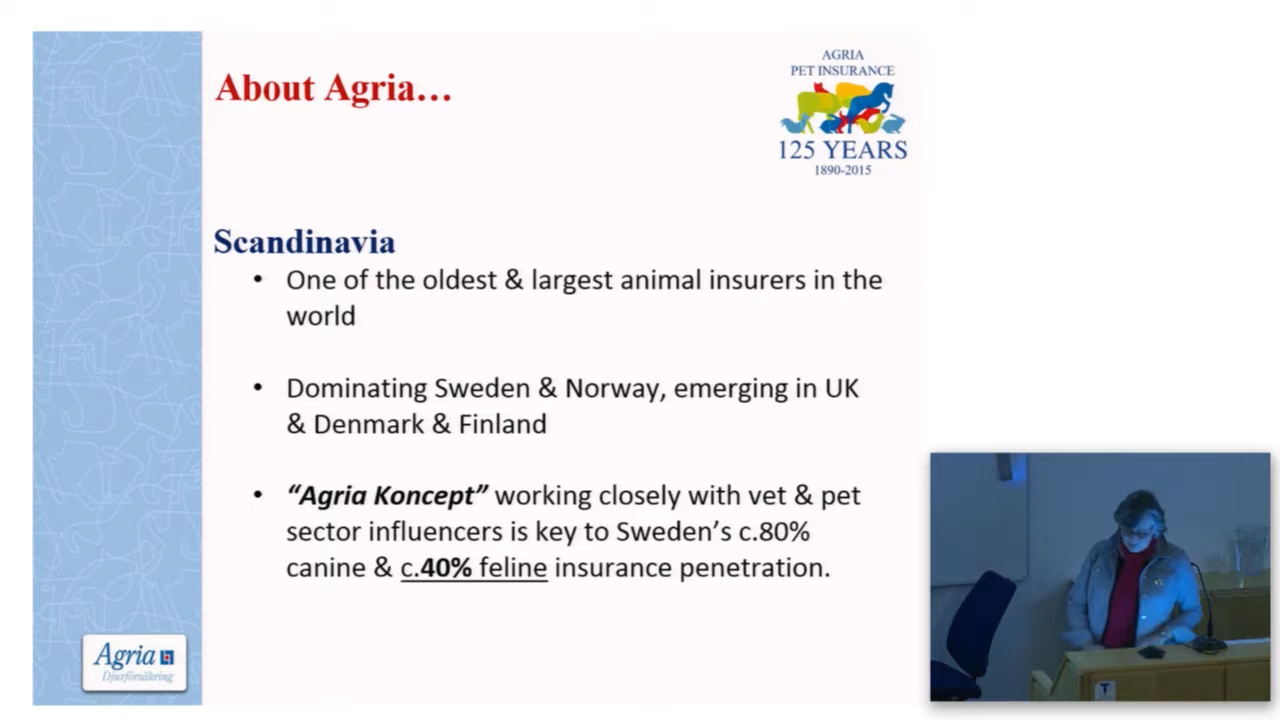 About Agria…
AGRIA
PET INSURANCE
125 YEARS
1890-2015
Scandinavia
• One of the oldest & largest animal insurers in the
world
• Dominating Sweden & Norway, emerging in UK
& Denmark & Finland
• “Agria Koncept” working closely with vet & pet
sector influencers is key to Sweden’s c.80%
canine & c.40% feline insurance penetration.
Agria
Djurförsäkring
T